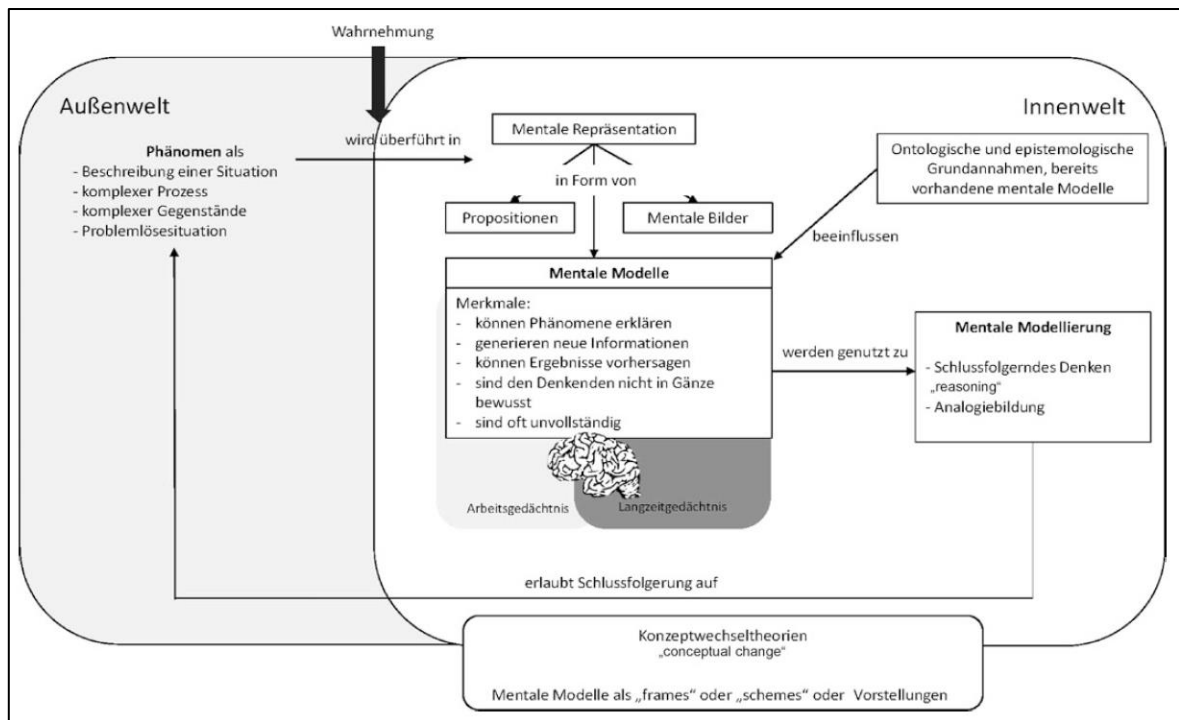 Wahrnehmung
Außenwelt
Innenwelt
Phänomen als
- Beschreibung einer Situation
- komplexer Prozess
- komplexer Gegenstände
- Problemlösesituation
wird überführt in
Mentale Repräsentation
in Form von
Propositionen
Mentale Bilder
Ontologische und epistemologische
Grundannahmen, bereits
vorhandene mentale Modelle
beeinflussen
Mentale Modelle
Merkmale:
- können Phänomene erklären
- generieren neue Informationen
- können Ergebnisse vorhersagen
- sind den Denkenden nicht in Gänze
bewusst
- sind oft unvollständig
Arbeitsgedächtnis
Langzeitgedächtnis
werden genutzt zu
Mentale Modellierung
- Schlussfolgerndes Denken
„reasoning“
- Analogiebildung
erlaubt Schlussfolgerung auf
Konzeptwechseltheorien
„conceptual change“
Mentale Modelle als „frames“ oder „schemes“ oder Vorstellungen